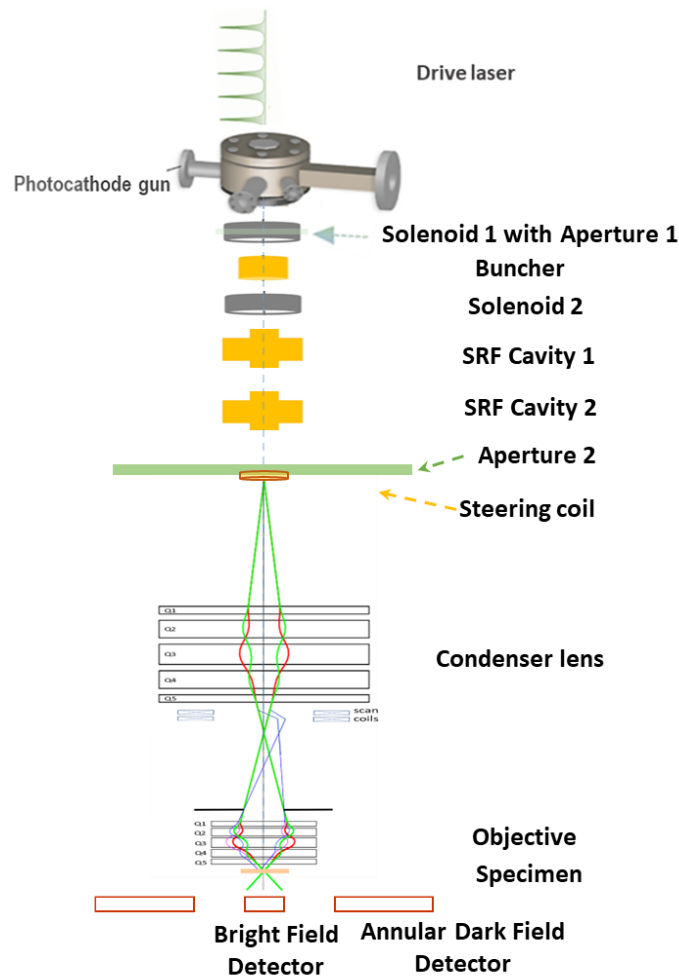 Drive laser
Photocathode gun
Solenoid 1 with Aperture 1
Buncher
Solenoid 2
SRF Cavity 1
SRF Cavity 2
Aperture 2
Steering coil
Q1
Q2
Q3
Q4
Q5
Condenser lens
scan
coils
Q1
Q2
Q3
Q4
Q5
Objective
Specimen
Bright Field
Detector
Annular Dark Field
Detector